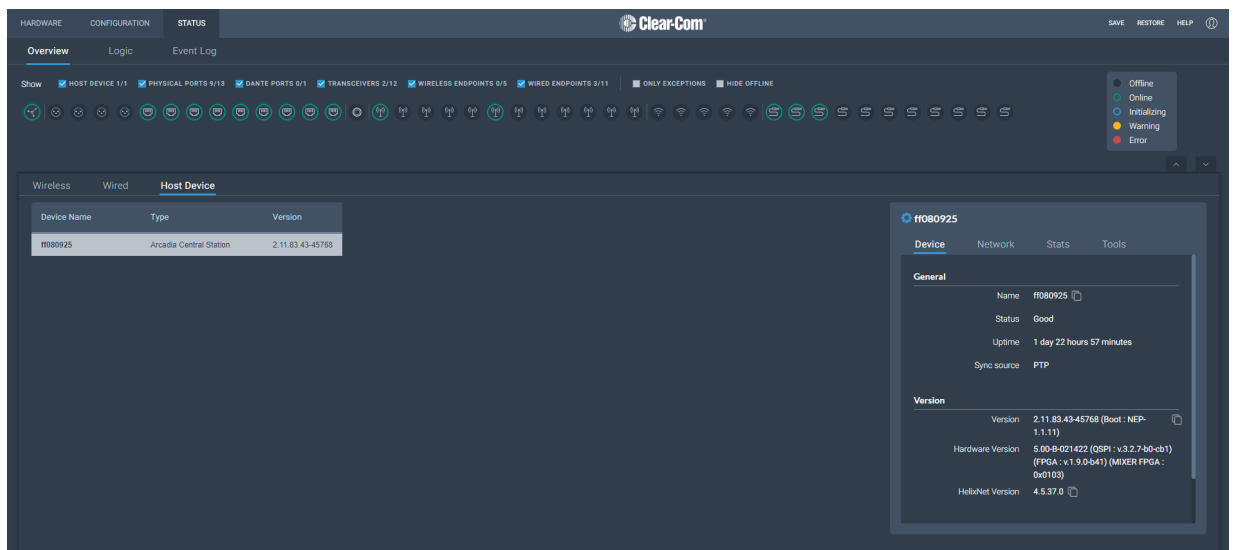 HARDWARE CONFIGURATION STATUS Clear-Com SAVE RESTORE HELP
Overview Logic Event Log
Show HOST DEVICE 1/1 PHYSICAL PORTS 9/13 DANTE PORTS 0/1 TRANSCEIVERS 2/12 WIRELESS ENDPOINTS 0/5 WIRED ENDPOINTS 3/11 ONLY EXCEPTIONS HIDE OFFLINE
Offline
Online
Initializing
Warning
Error
Wireless Wired Host Device
Device Name Type Version
ff080925 Arcadia Central Station 2.11.83.43-45768
ff080925
Device Network Stats Tools
General
Name ff080925
Status Good
Uptime 1 day 22 hours 57 minutes
Sync source PTP
Version
Version 2.11.83.43-45768 (Boot : NEP-
1.1.11)
Hardware Version 5.00-B-021422 (QSPI : v.3.2.7-b0-cb1)
(FPGA : v.1.9.0-b41) (MIXER FPGA :
0x0103)
HelixNet Version 4.5.37.0